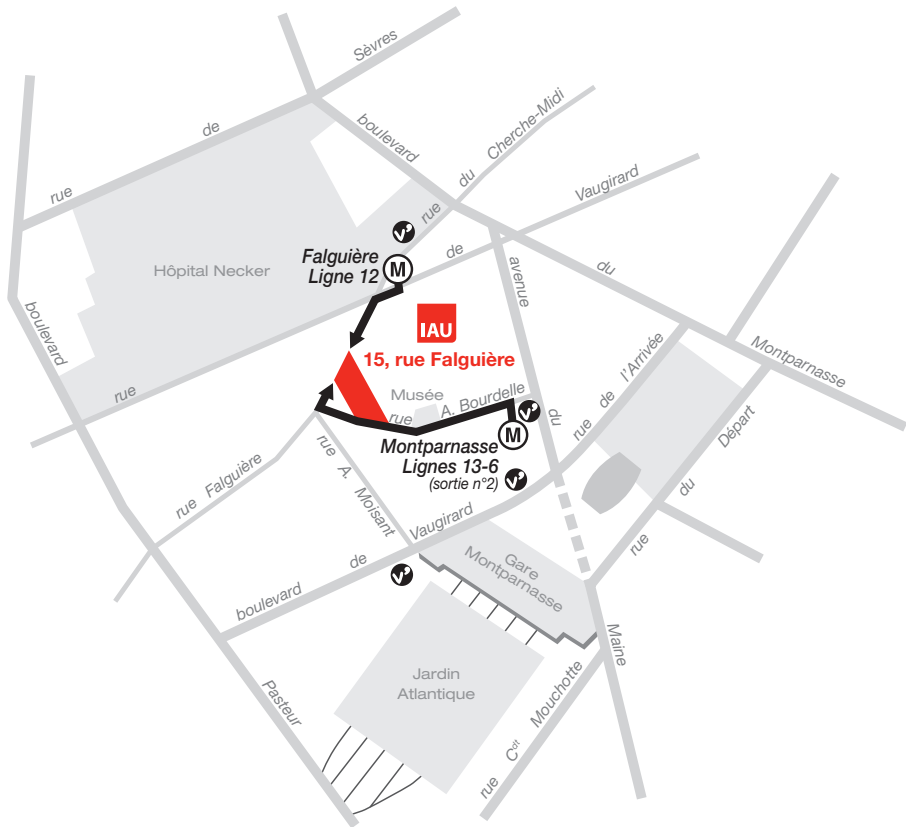 Sèvres
de
rue
boulevard
Cherche-Midi
du
rue
Vaugirard
de
rue
Hôpital Necker
Falguière
Ligne 12
M
v'
avenue
du
du
Montparnasse
boulevard
Pasteur
IAU
15, rue Falguière
Musée
rue A. Bourdelle
v'
M
Montparnasse
Lignes 13-6
(sortie n°2)
v'
rue de l'Arrivée
rue du Départ
rue Falguière
rue A. Moisant
boulevard de Vaugirard
v'
Gare
Montparnasse
Maine
Jardin
Atlantique
rue Cdt Mouchotte